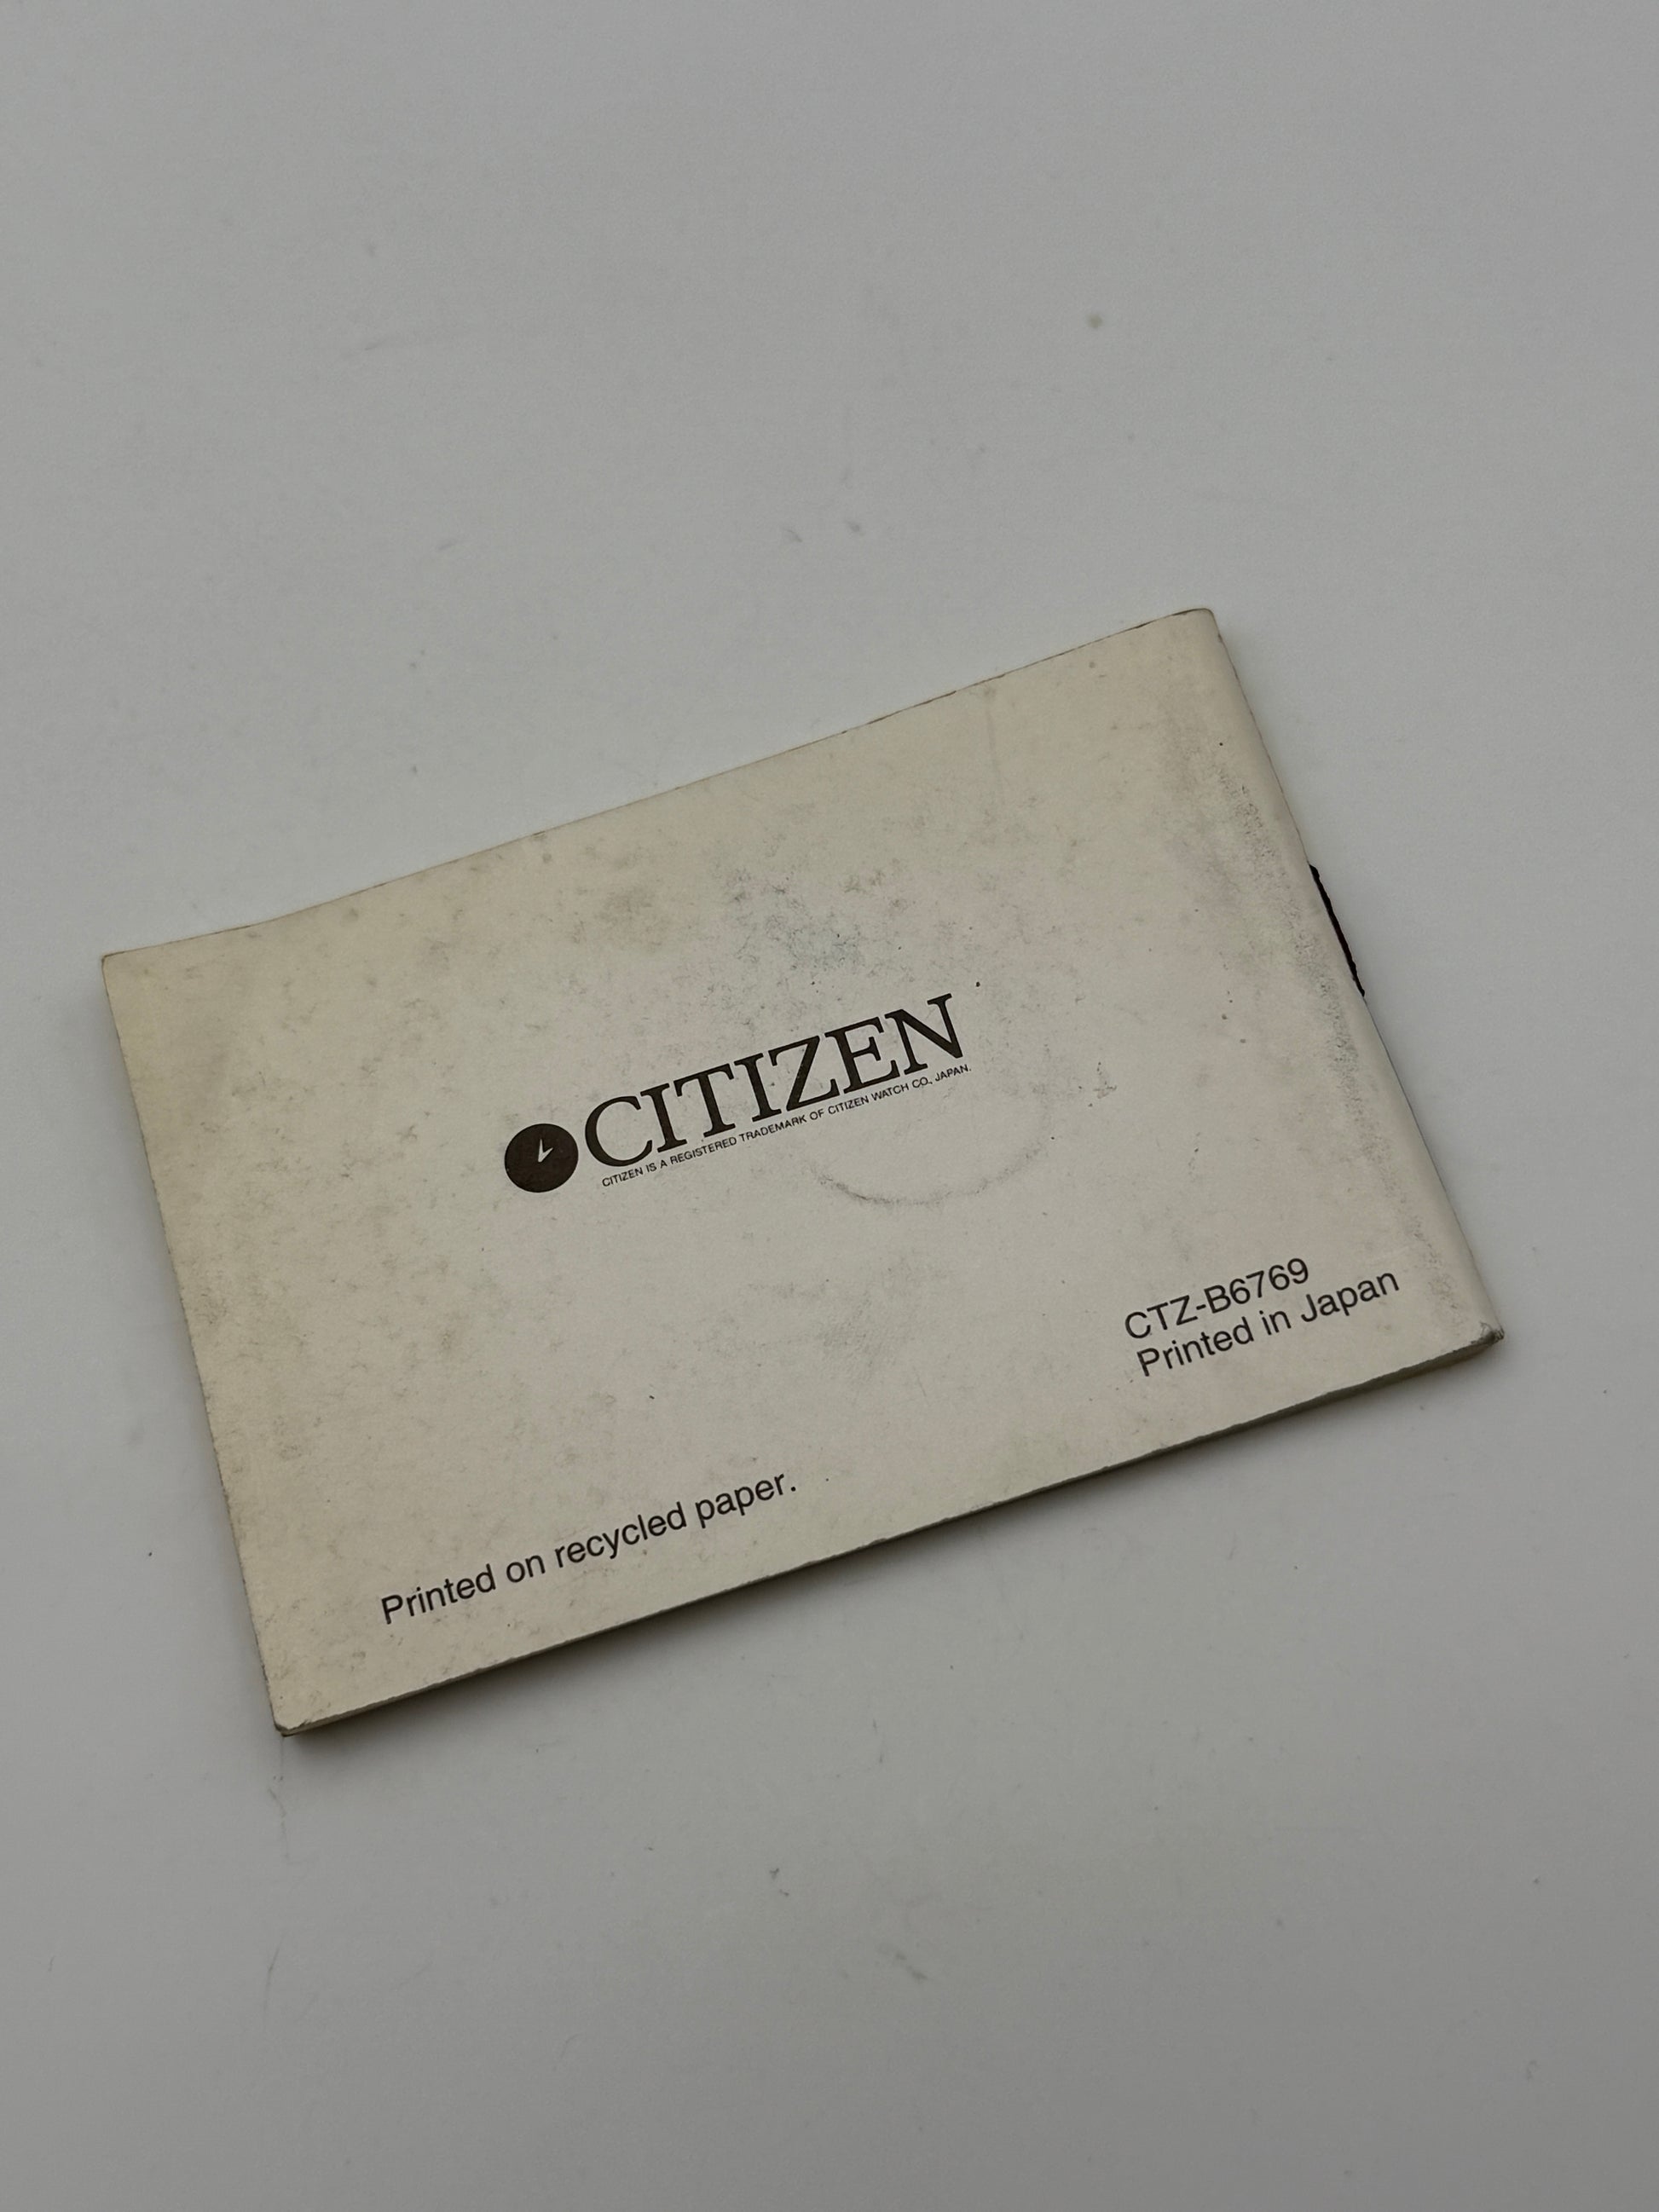 CITIZEN
CITIZEN IS A REGISTERED TRADEMARK OF CITIZEN WATCH CO., JAPAN.
CTZ-B6769
Printed in Japan
Printed on recycled paper.